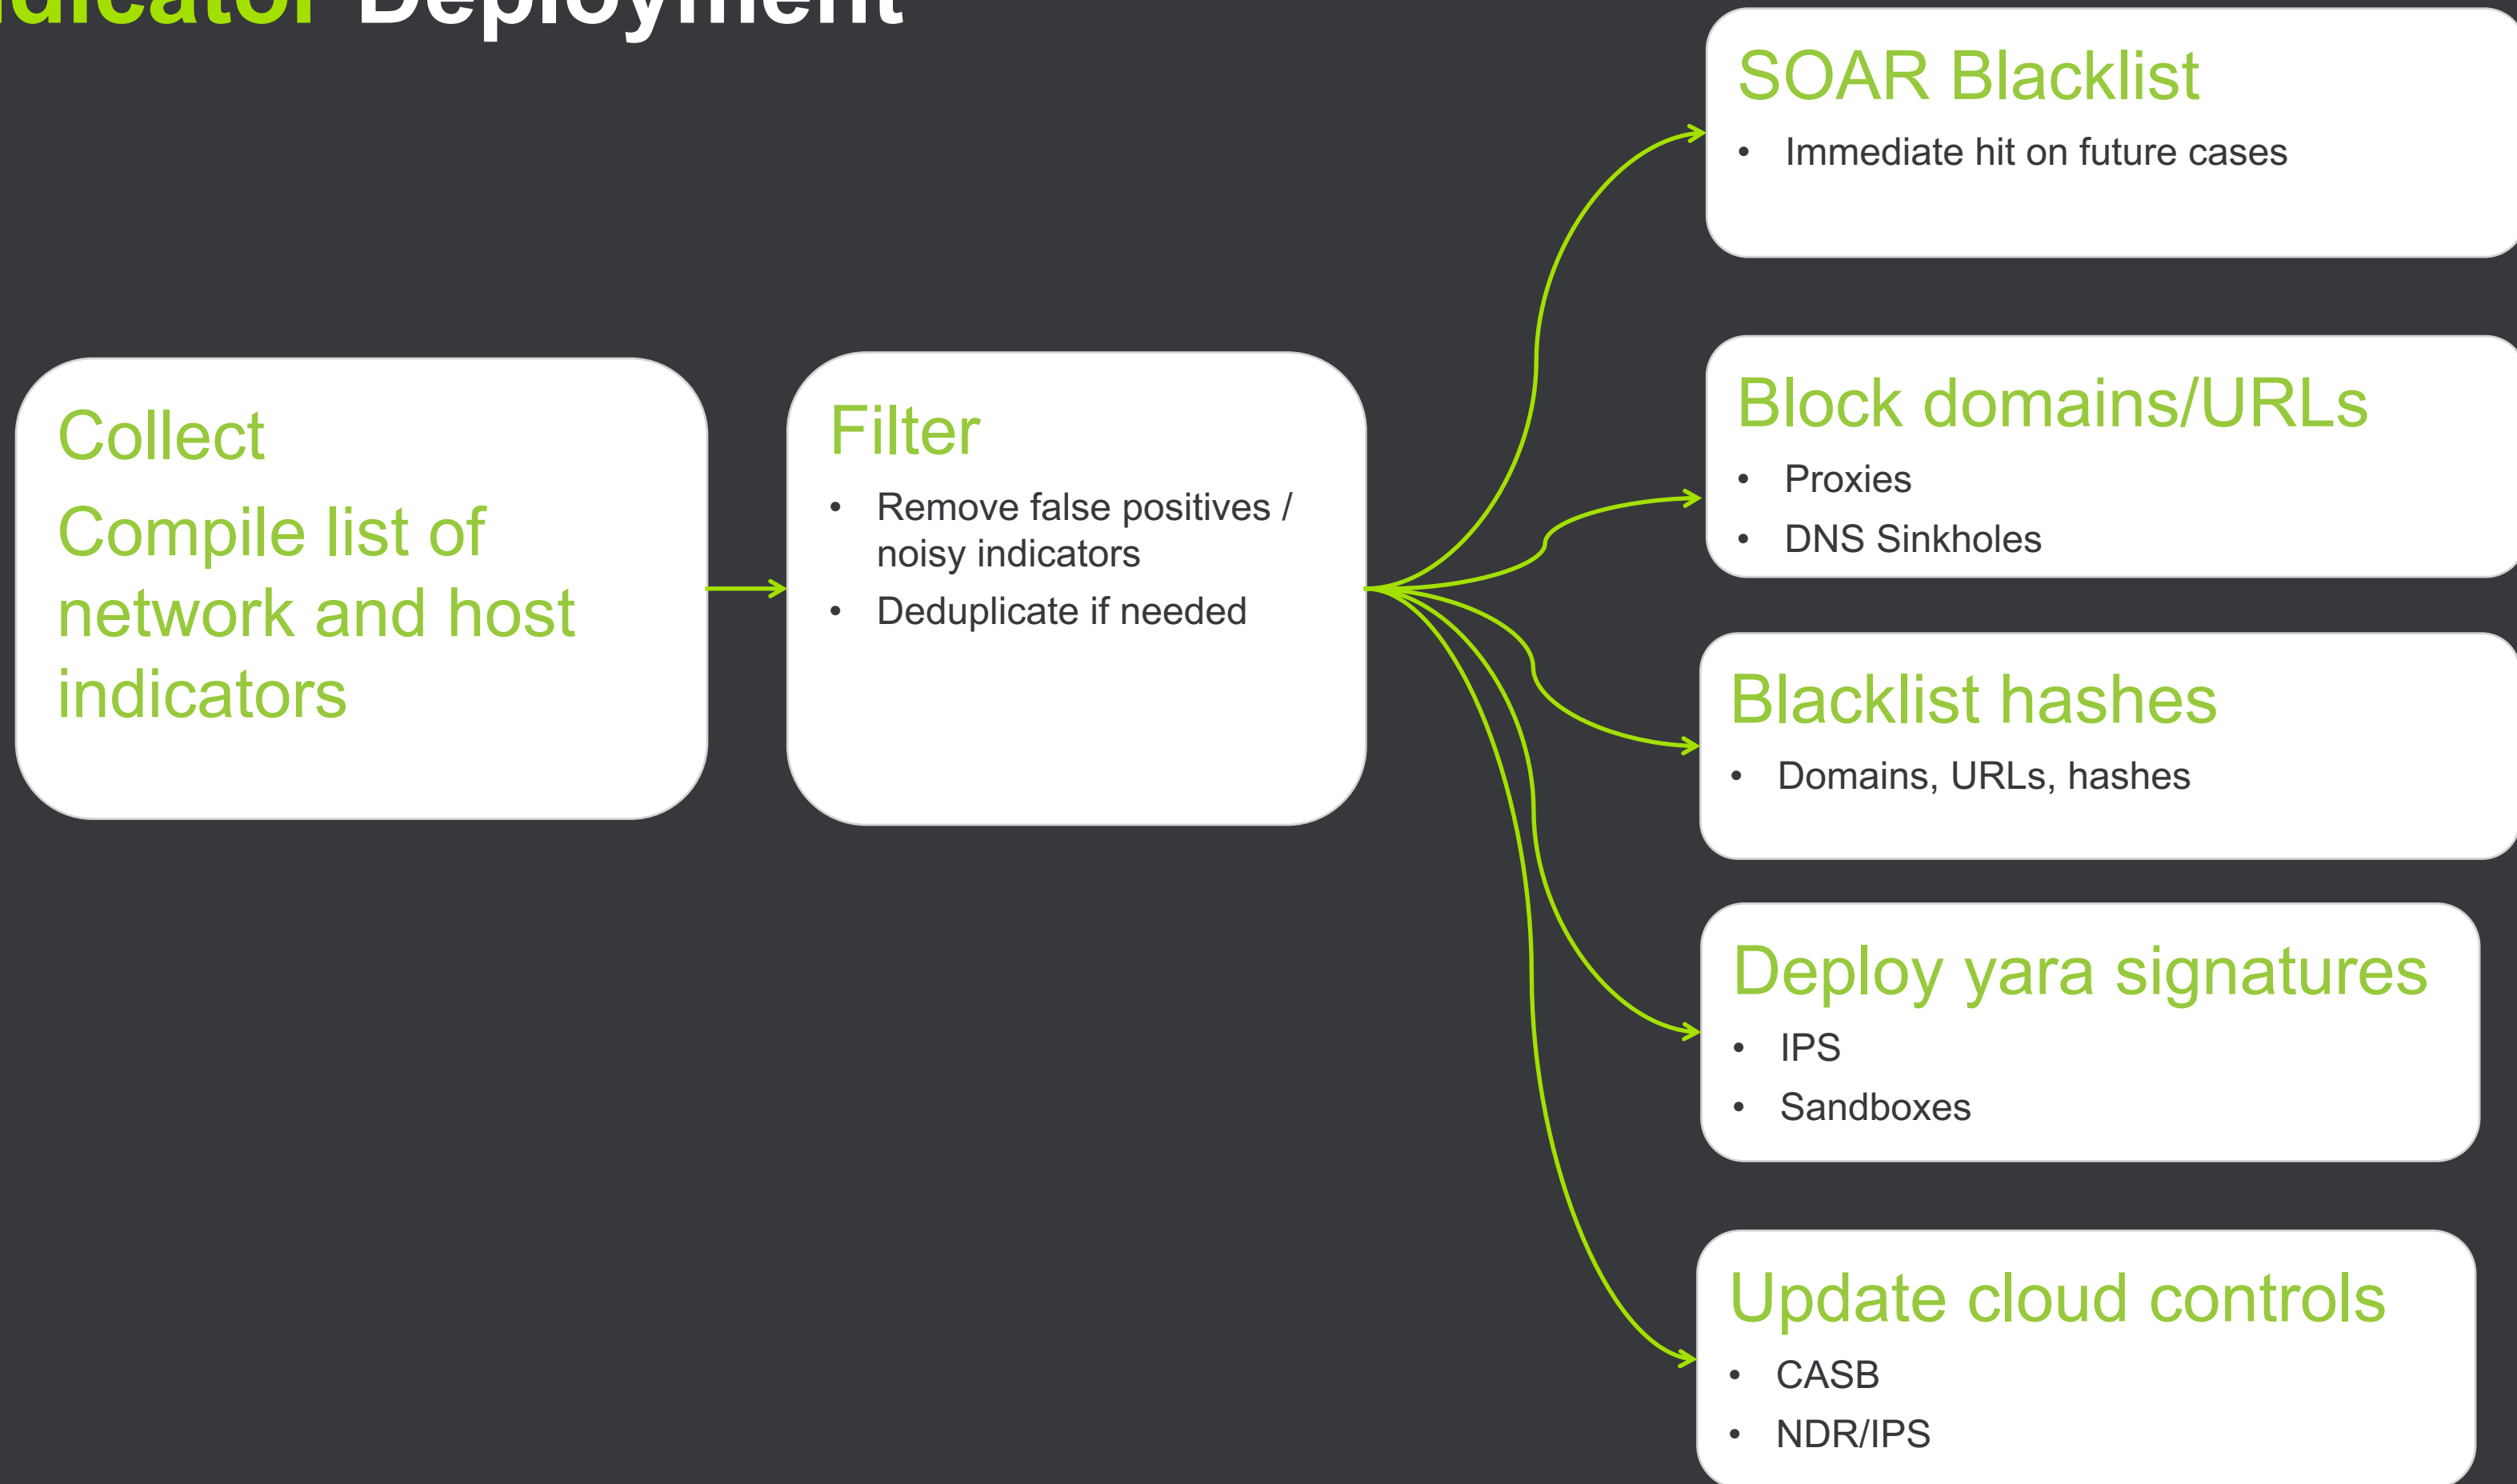 Indicator Deployment
Collect
Compile list of
network and host
indicators
Filter
• Remove false positives /
noisy indicators
• Deduplicate if needed
SOAR Blacklist
• Immediate hit on future cases
Block domains/URLs
• Proxies
• DNS Sinkholes
Blacklist hashes
• Domains, URLs, hashes
Deploy yara signatures
• IPS
• Sandboxes
Update cloud controls
• CASB
• NDR/IPS